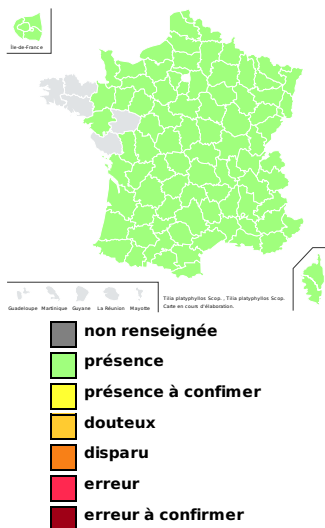 Île-de-France
Guadeloupe Martinique Guyane La Réunion Mayotte
Tilia platyphyllos Scop. , Tilia platyphyllos Scop.
Carte en cours d'élaboration.
non renseignée
présence
présence à confimer
douteux
disparu
erreur
erreur à confirmer